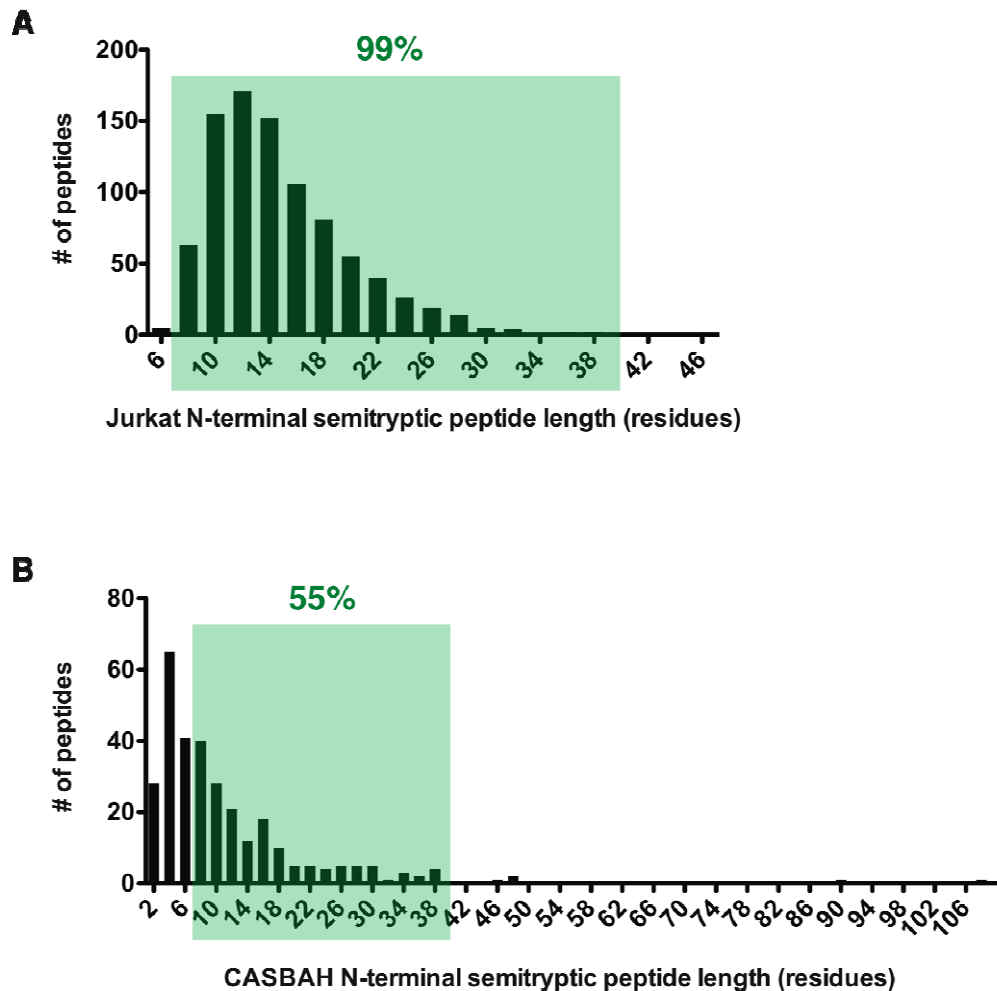 A
99%
200
150
100
50
0
# of peptides
6 10 14 18 22 26 30 34 38 42 46
Jurkat N-terminal semitryptic peptide length (residues)
B
55%
80
60
40
20
0
# of peptides
2 6 10 14 18 22 26 30 34 38 42 46 50 54 58 62 66 70 74 78 82 86 90 94 98 102 106
CASBAH N-terminal semitryptic peptide length (residues)